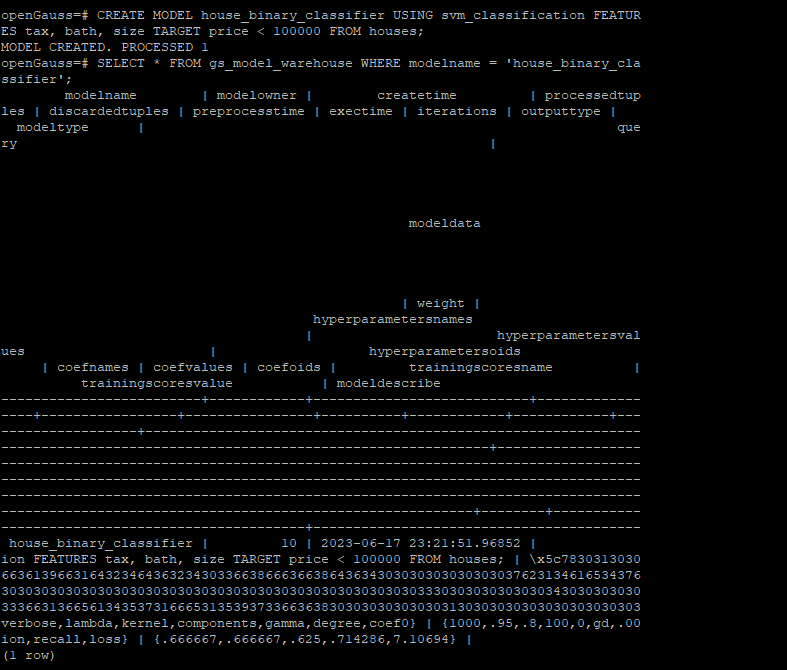 openGauss=# CREATE MODEL house_binary_classifier USING svm_classification FEATUR
ES tax, bath, size TARGET price < 100000 FROM houses;
MODEL CREATED. PROCESSED 1
openGauss=# SELECT * FROM gs_model_warehouse WHERE modelname = 'house_binary_cla
ssifier';
modelname | modelowner | createtime | processedtup
les | discardedtuples | preprocesstime | exectime | iterations | outputtype |
modeltype | que
ry |
modeldata
| weight |
hyperparametersnames
| hyperparametersval
ues | hyperparametersoids
| coefnames | coefvalues | coefoids | trainingscoresname |
trainingscoresvalue | modeldescribe
-------------------------+------------+---------------------------+-------------
----+-----------------+----------------+----------+------------+------------+---
-----------------+--------------------------------------------------------------
-------------------------------------------------------------+------------------
--------------------------------------------------------------------------------
--------------------------------------------------------------------------------
--------------------------------------------------------------------------------
-----------------------------------------------------------+--------+-----------
--------------------------------------+-----------------------------------------
house_binary_classifier | 10 | 2023-06-17 23:21:51.96852 |
ion FEATURES tax, bath, size TARGET price < 100000 FROM houses; | \x5c7830313030
verbose,lambda,kernel,components,gamma,degree,coef0} | {1000,.95,.8,100,0,gd,.00
ion,recall,loss} | {.666667,.666667,.625,.714286,7.10694} |
(1 row)